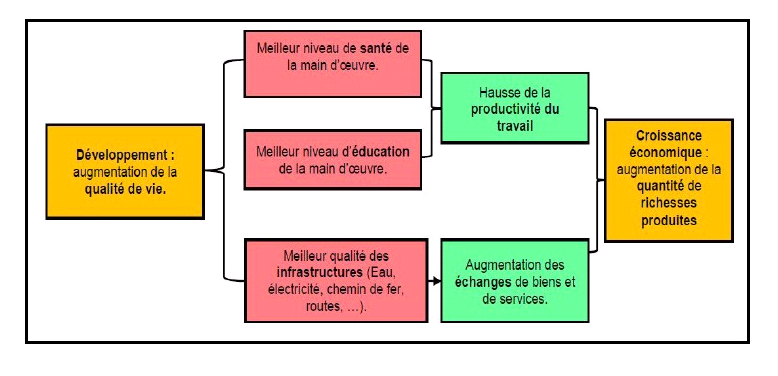 Développement :
augmentation de la
qualité de vie.
Meilleur niveau de santé de
la main d'œuvre.
Meilleur niveau d'éducation
de la main d'œuvre.
Meilleur qualité des
infrastructures (Eau,
électricité, chemin de fer,
routes, …).
Hausse de la
productivité du
travail
Augmentation des
échanges de biens et
de services.
Croissance
économique :
augmentation de la
quantité de
richesses
produites